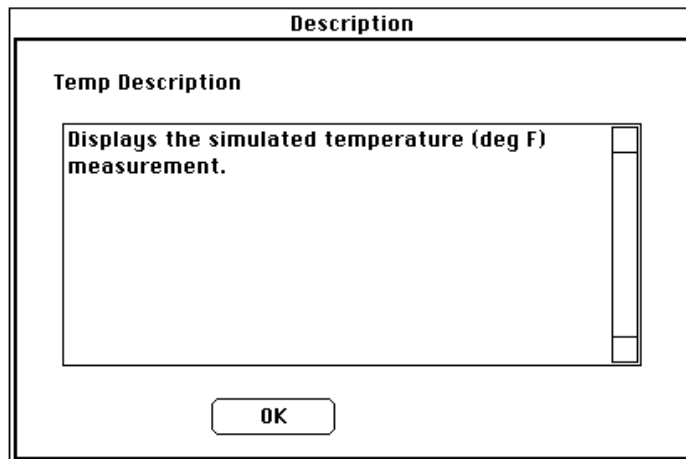 Description
Temp Description
Displays the simulated temperature (deg F)
measurement.
OK